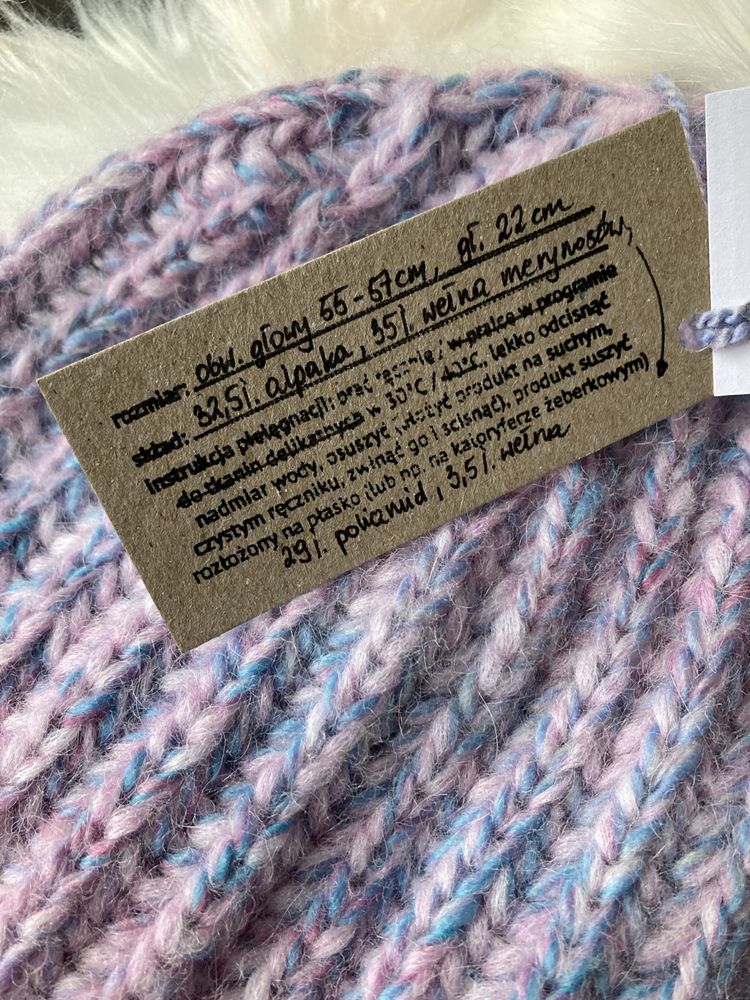 rozmiar: obw. głowy 55-57cm, gł. 22cm
skład: 32,5% alpaka, 35% wełna merynosów,
instrukcja pielęgnacji: prać ręcznie / w pralce w programie
do tkanin delikatnych w 30°C / 40°C, lekko odcisnąć
nadmiar wody, osuszyć (włożyć produkt na suchym,
czystym ręczniku, zwinąć go i ścisnąć), produkt suszyć
rozłożony na płasko (lub np. na kaloryferze żeberkowym)
29% poliamid, 3,5% wełna